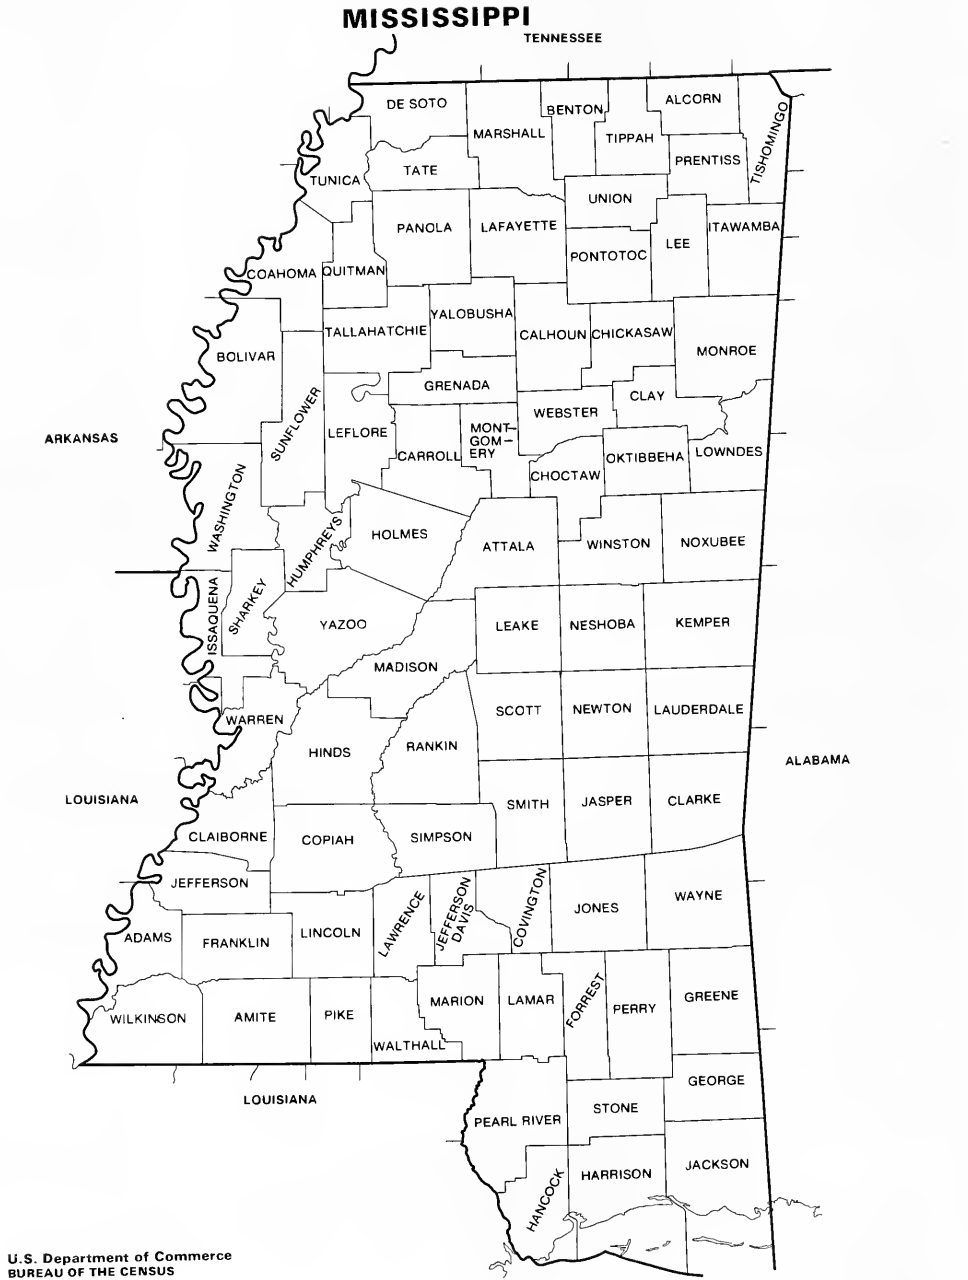 MISSISSIPPI
TENNESSEE
DE SOTO
MARSHALL
BENTON
TIPPAH
ALCORN
TISHOMINGO
PRENTISS
TUNICA
TATE
UNION
PANOLA
LAFAYETTE
PONTOTOC
LEE
ITAWAMBA
COAHOMA
QUITMAN
BOLIVAR
TALLAHATCHIE
YALOBUSHA
CALHOUN
CHICKASAW
MONROE
GRENADA
CLAY
WEBSTER
SUNFLOWER
LEFLORE
CARROLL
MONT-
GOM-
ERY
CHOCTAW
OKTIBBEHA
LOWNDES
ARKANSAS
WASHINGTON
HUMPHREYS
HOLMES
ATTALA
WINSTON
NOXUBEE
ISSAQUENA
SHARKEY
YAZOO
MADISON
LEAKE
NESHOBA
KEMPER
WARREN
HINDS
RANKIN
SCOTT
NEWTON
LAUDERDALE
ALABAMA
LOUISIANA
CLAIBORNE
COPIAH
SIMPSON
SMITH
JASPER
CLARKE
JEFFERSON
ADAMS
FRANKLIN
LINCOLN
LAWRENCE
JEFFERSON
DAVIS
COVINGTON
JONES
WAYNE
WILKINSON
AMITE
PIKE
WALTHALL
MARION
LAMAR
FORREST
PERRY
GREENE
LOUISIANA
PEARL RIVER
STONE
GEORGE
HANCOCK
HARRISON
JACKSON
U.S. Department of Commerce
BUREAU OF THE CENSUS